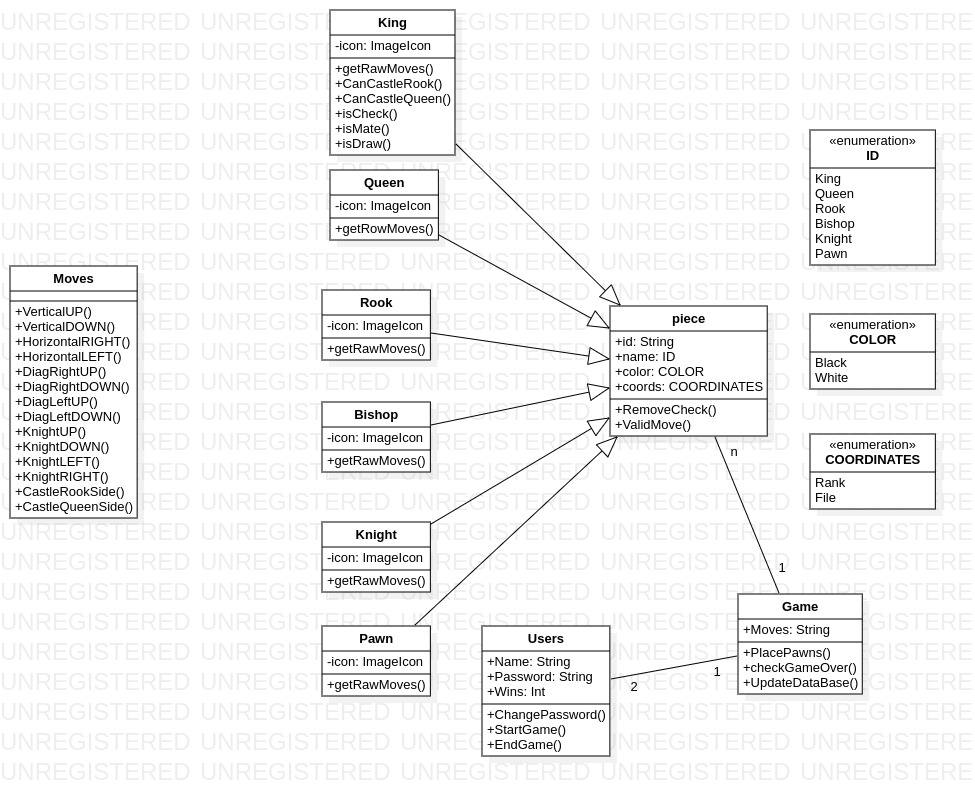 King
-icon: ImageIcon
+getRawMoves()
+CanCastleRook()
+CanCastleQueen()
+isCheck()
+isMate()
+isDraw()
Queen
-icon: ImageIcon
+getRowMoves()
Moves
+VerticalUP()
+VerticalDOWN()
+HorizontalRIGHT()
+HorizontalLEFT()
+DiagRightUP()
+DiagRightDOWN()
+DiagLeftUP()
+DiagLeftDOWN()
+KnightUP()
+KnightDOWN()
+KnightLEFT()
+KnightRIGHT()
+CastleRookSide()
+CastleQueenSide()
Rook
-icon: ImageIcon
+getRawMoves()
Bishop
-icon: ImageIcon
+getRawMoves()
Knight
-icon: ImageIcon
+getRawMoves()
Pawn
-icon: ImageIcon
+getRawMoves()
piece
+id: String
+name: ID
+color: COLOR
+coords: COORDINATES
+RemoveCheck()
+ValidMove()
n
1
«enumeration»
ID
King
Queen
Rook
Bishop
Knight
Pawn
«enumeration»
COLOR
Black
White
«enumeration»
COORDINATES
Rank
File
Users
+Name: String
+Password: String
+Wins: Int
+ChangePassword()
+StartGame()
+EndGame()
2
1
Game
+Moves: String
+PlacePawns()
+checkGameOver()
+UpdateDataBase()
UNREGISTERED